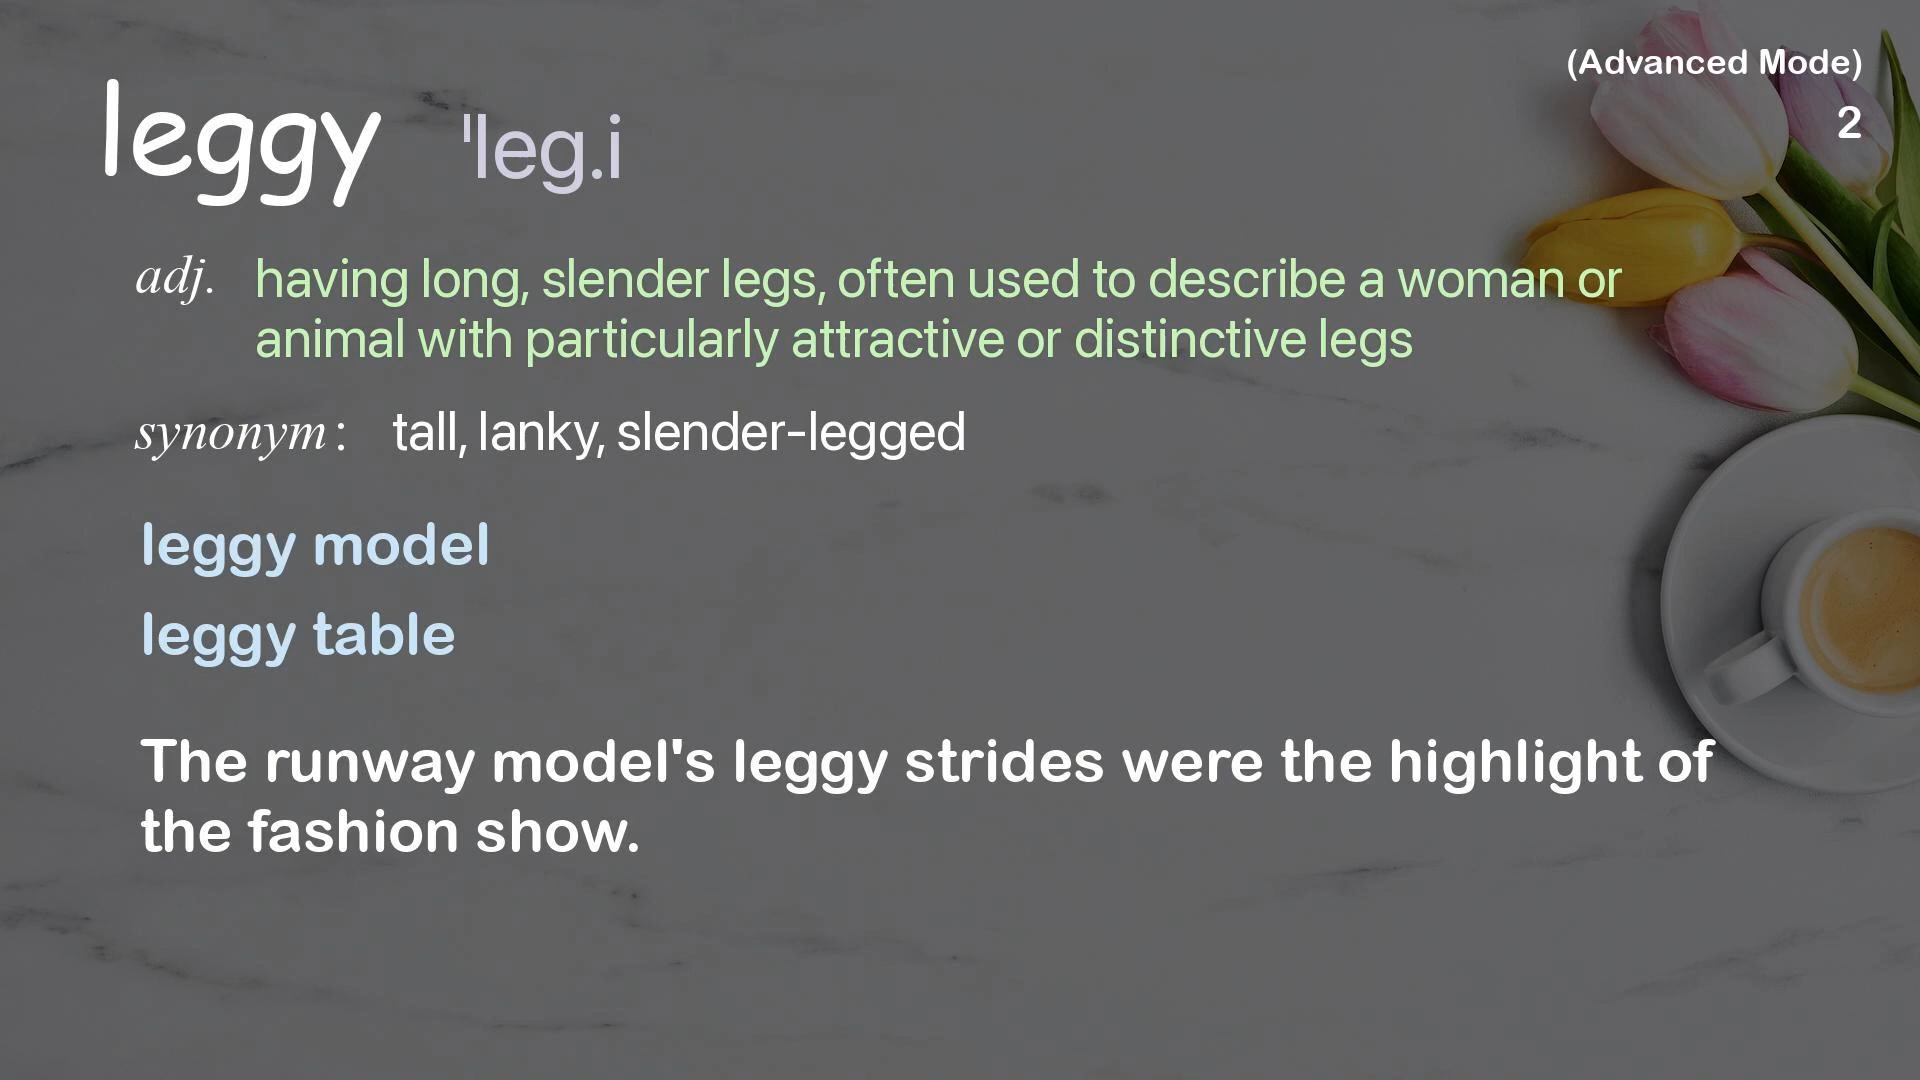 (Advanced Mode)
2
leggy ˈleg.i
adj. having long, slender legs, often used to describe a woman or
animal with particularly attractive or distinctive legs
synonym: tall, lanky, slender-legged
leggy model
leggy table
The runway model's leggy strides were the highlight of
the fashion show.